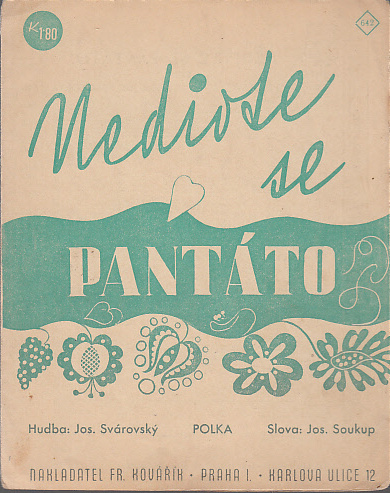 K 1·80
642
Nedivte
se
PANTÁTO
Hudba: Jos. Svárovský POLKA Slova: Jos. Soukup
NAKLADATEL FR. KOVÁŘÍK · PRAHA I. · KARLOVA ULICE 12